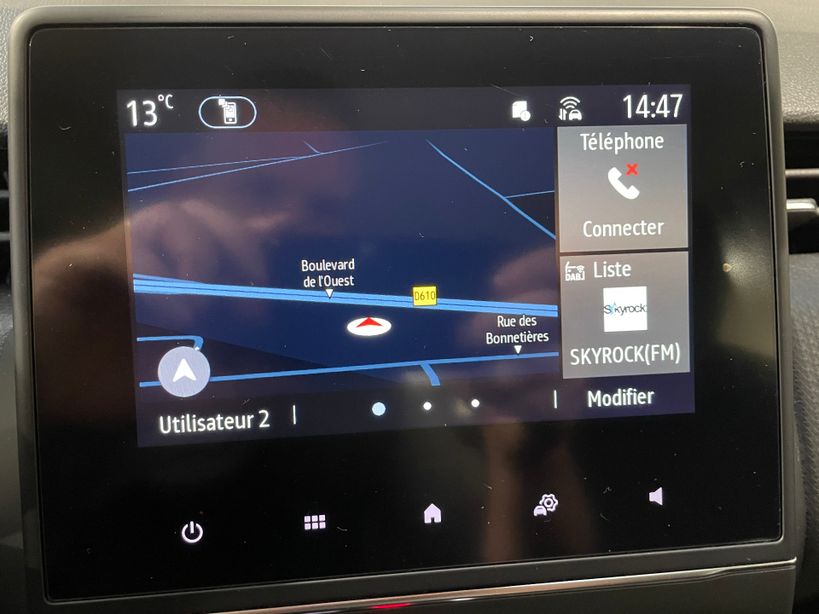 13°C
14:47
Téléphone
Connecter
Boulevard
de l'Ouest
D610
Rue des
Bonnetières
DAB Liste
Skyrock
SKYROCK(FM)
Utilisateur 2
Modifier